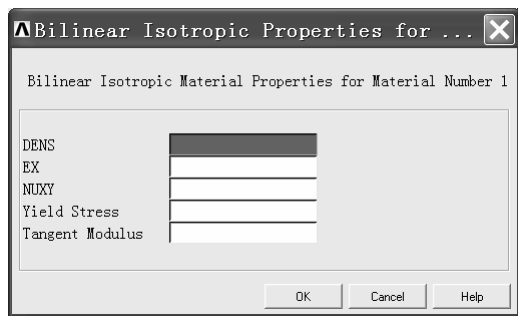 Bilinear Isotropic Properties for ...
Bilinear Isotropic Material Properties for Material Number 1
DENS
EX
NUXY
Yield Stress
Tangent Modulus
OK Cancel Help